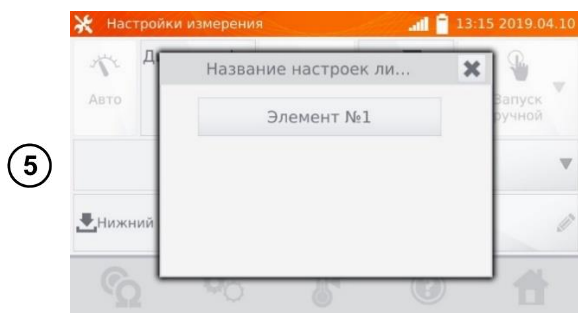 Настройки измерения 13:15 2019.04.10
Название настроек ли...
Авто
Запуск
ручной
Элемент №1
5
Нижний